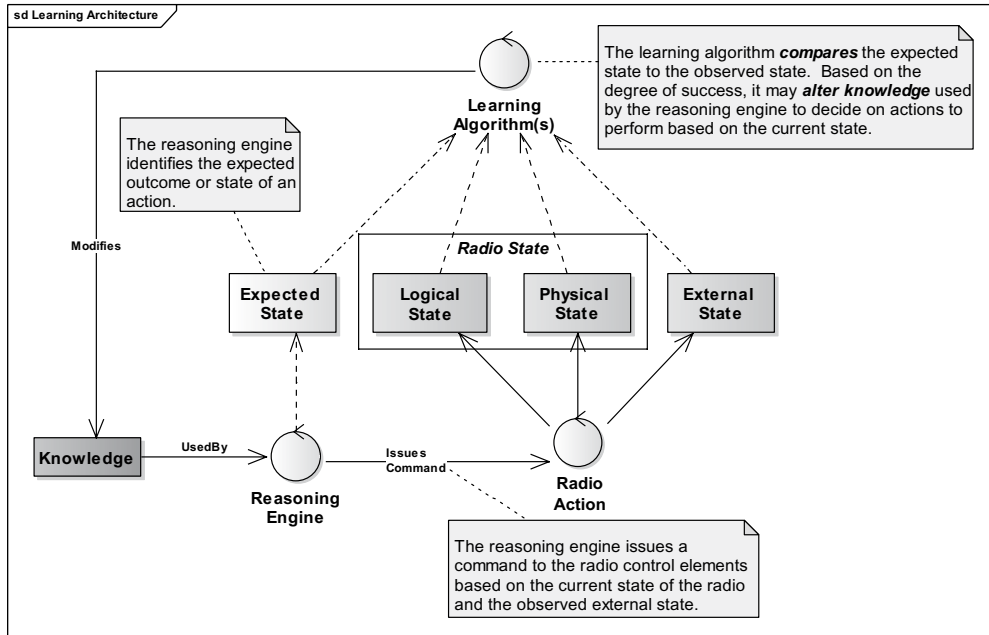 sd Learning Architecture
The learning algorithm compares the expected
state to the observed state. Based on the
degree of success, it may alter knowledge used
by the reasoning engine to decide on actions to
perform based on the current state.
Learning
Algorithm(s)
The reasoning engine
identifies the expected
outcome or state of an
action.
Modifies
Radio State
Expected
State
Logical
State
Physical
State
External
State
Knowledge
UsedBy
Reasoning
Engine
Issues
Command
Radio
Action
The reasoning engine issues a
command to the radio control elements
based on the current state of the radio
and the observed external state.